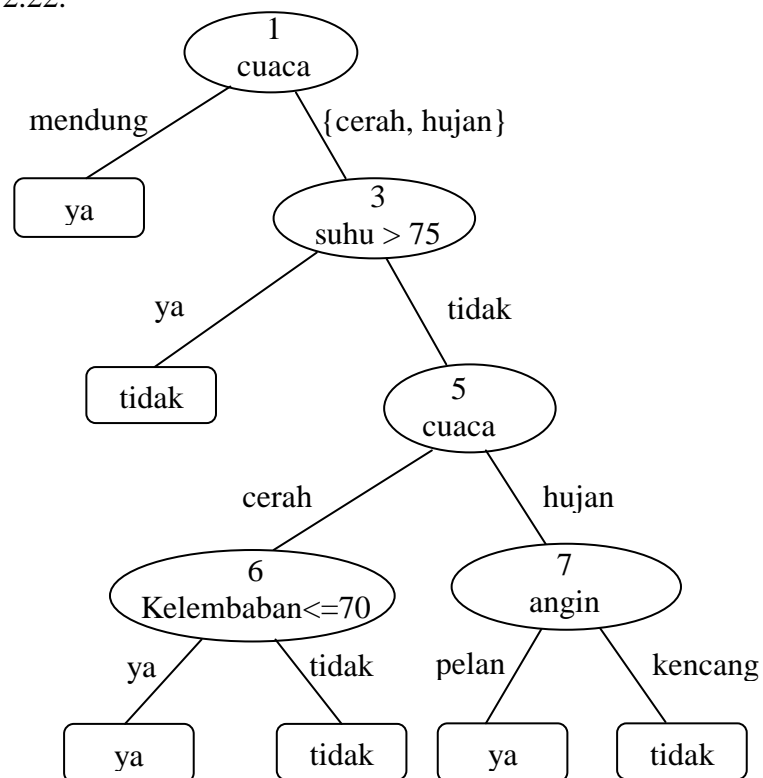 2.22.
1
cuaca
mendung
{cerah, hujan}
ya
3
suhu > 75
ya
tidak
tidak
5
cuaca
cerah
hujan
6
Kelembaban<=70
7
angin
ya
tidak
pelan
kencang
ya
tidak
ya
tidak